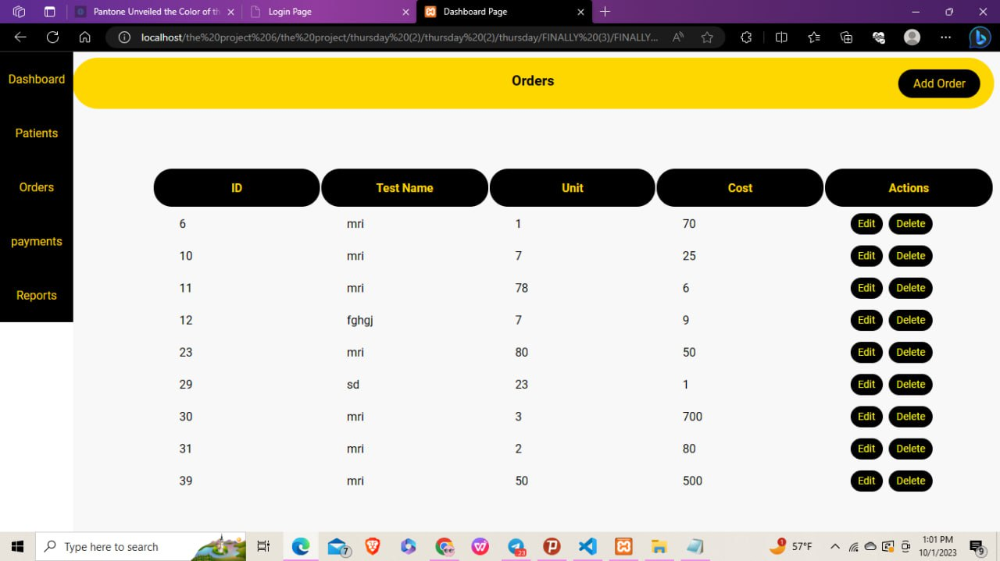 Pantone Unveiled the Color of th
Login Page
Dashboard Page
localhost/the%20project%206/the%20project/thursday%20(2)/thursday%20(2)/thursday/FINALLY%20(3)/FINALLY...
Dashboard
Patients
Orders
payments
Reports
Orders
Add Order
ID Test Name Unit Cost Actions
6 mri 1 70 Edit Delete
10 mri 7 25 Edit Delete
11 mri 78 6 Edit Delete
12 fghgj 7 9 Edit Delete
23 mri 80 50 Edit Delete
29 sd 23 1 Edit Delete
30 mri 3 700 Edit Delete
31 mri 2 80 Edit Delete
39 mri 50 500 Edit Delete
Type here to search
7
23
1
57°F
1:01 PM
10/1/2023
9